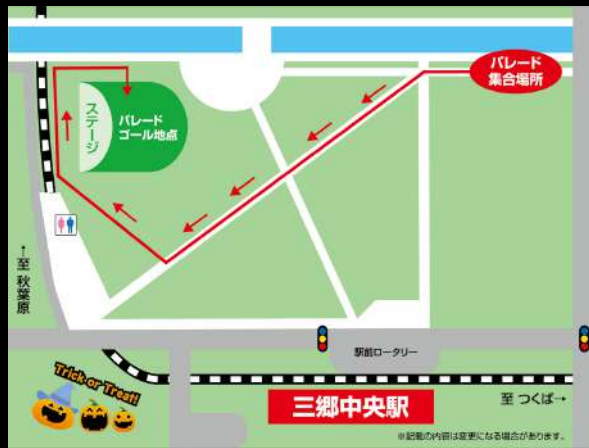 パレード
集合場所
ステージ
パレード
ゴール地点
←至 秋葉原
駅前ロータリー
Trick or Treat!
三郷中央駅
至 つくば→
※記載の内容は変更になる場合があります。